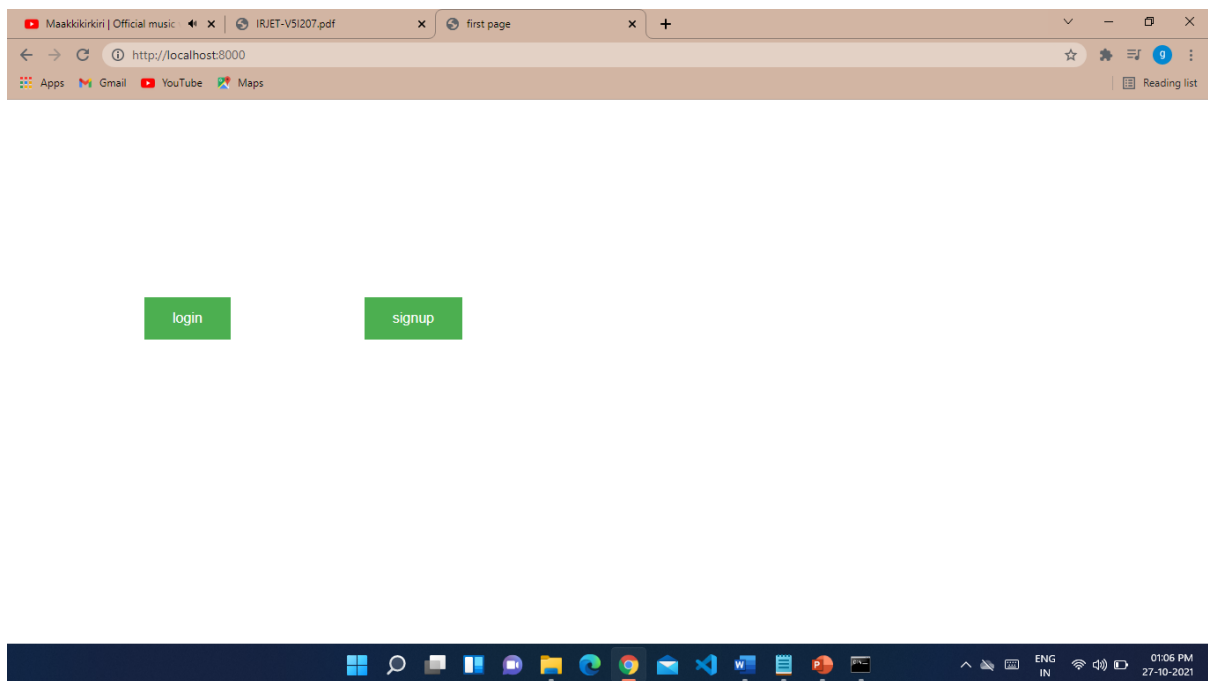 Maakkikirkiri | Official music
IRJET-V5I207.pdf
first page
http://localhost:8000
g
Apps
Gmail
YouTube
Maps
Reading list
login
signup
ENG
IN
01:06 PM
27-10-2021